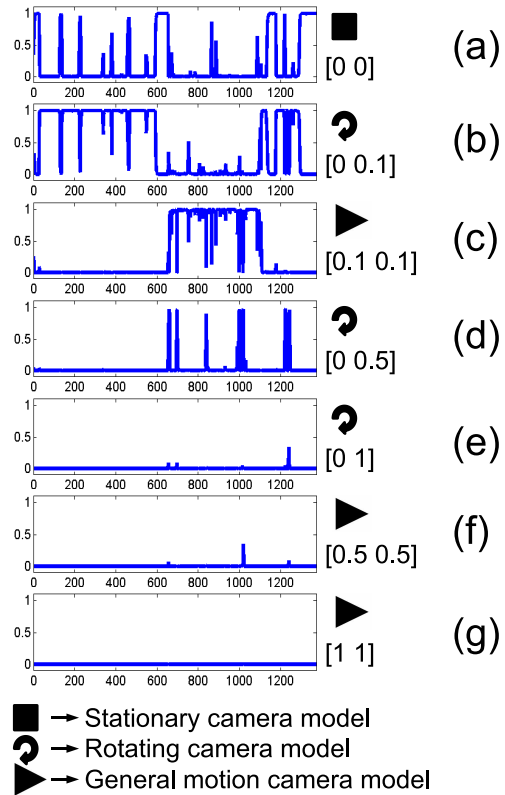 1
0.5
0
0 200 400 600 800 1000 1200
[0 0]
(a)
1
0.5
0
0 200 400 600 800 1000 1200
[0 0.1]
(b)
1
0.5
0
0 200 400 600 800 1000 1200
[0.1 0.1]
(c)
1
0.5
0
0 200 400 600 800 1000 1200
[0 0.5]
(d)
1
0.5
0
0 200 400 600 800 1000 1200
[0 1]
(e)
1
0.5
0
0 200 400 600 800 1000 1200
[0.5 0.5]
(f)
1
0.5
0
0 200 400 600 800 1000 1200
[1 1]
(g)
→ Stationary camera model
→ Rotating camera model
→ General motion camera model